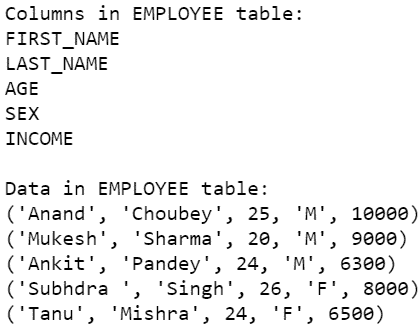 Columns in EMPLOYEE table:
FIRST_NAME
LAST_NAME
AGE
SEX
INCOME
Data in EMPLOYEE table:
('Anand', 'Choubey', 25, 'M', 10000)
('Mukesh', 'Sharma', 20, 'M', 9000)
('Ankit', 'Pandey', 24, 'M', 6300)
('Subhdra ', 'Singh', 26, 'F', 8000)
('Tanu', 'Mishra', 24, 'F', 6500)